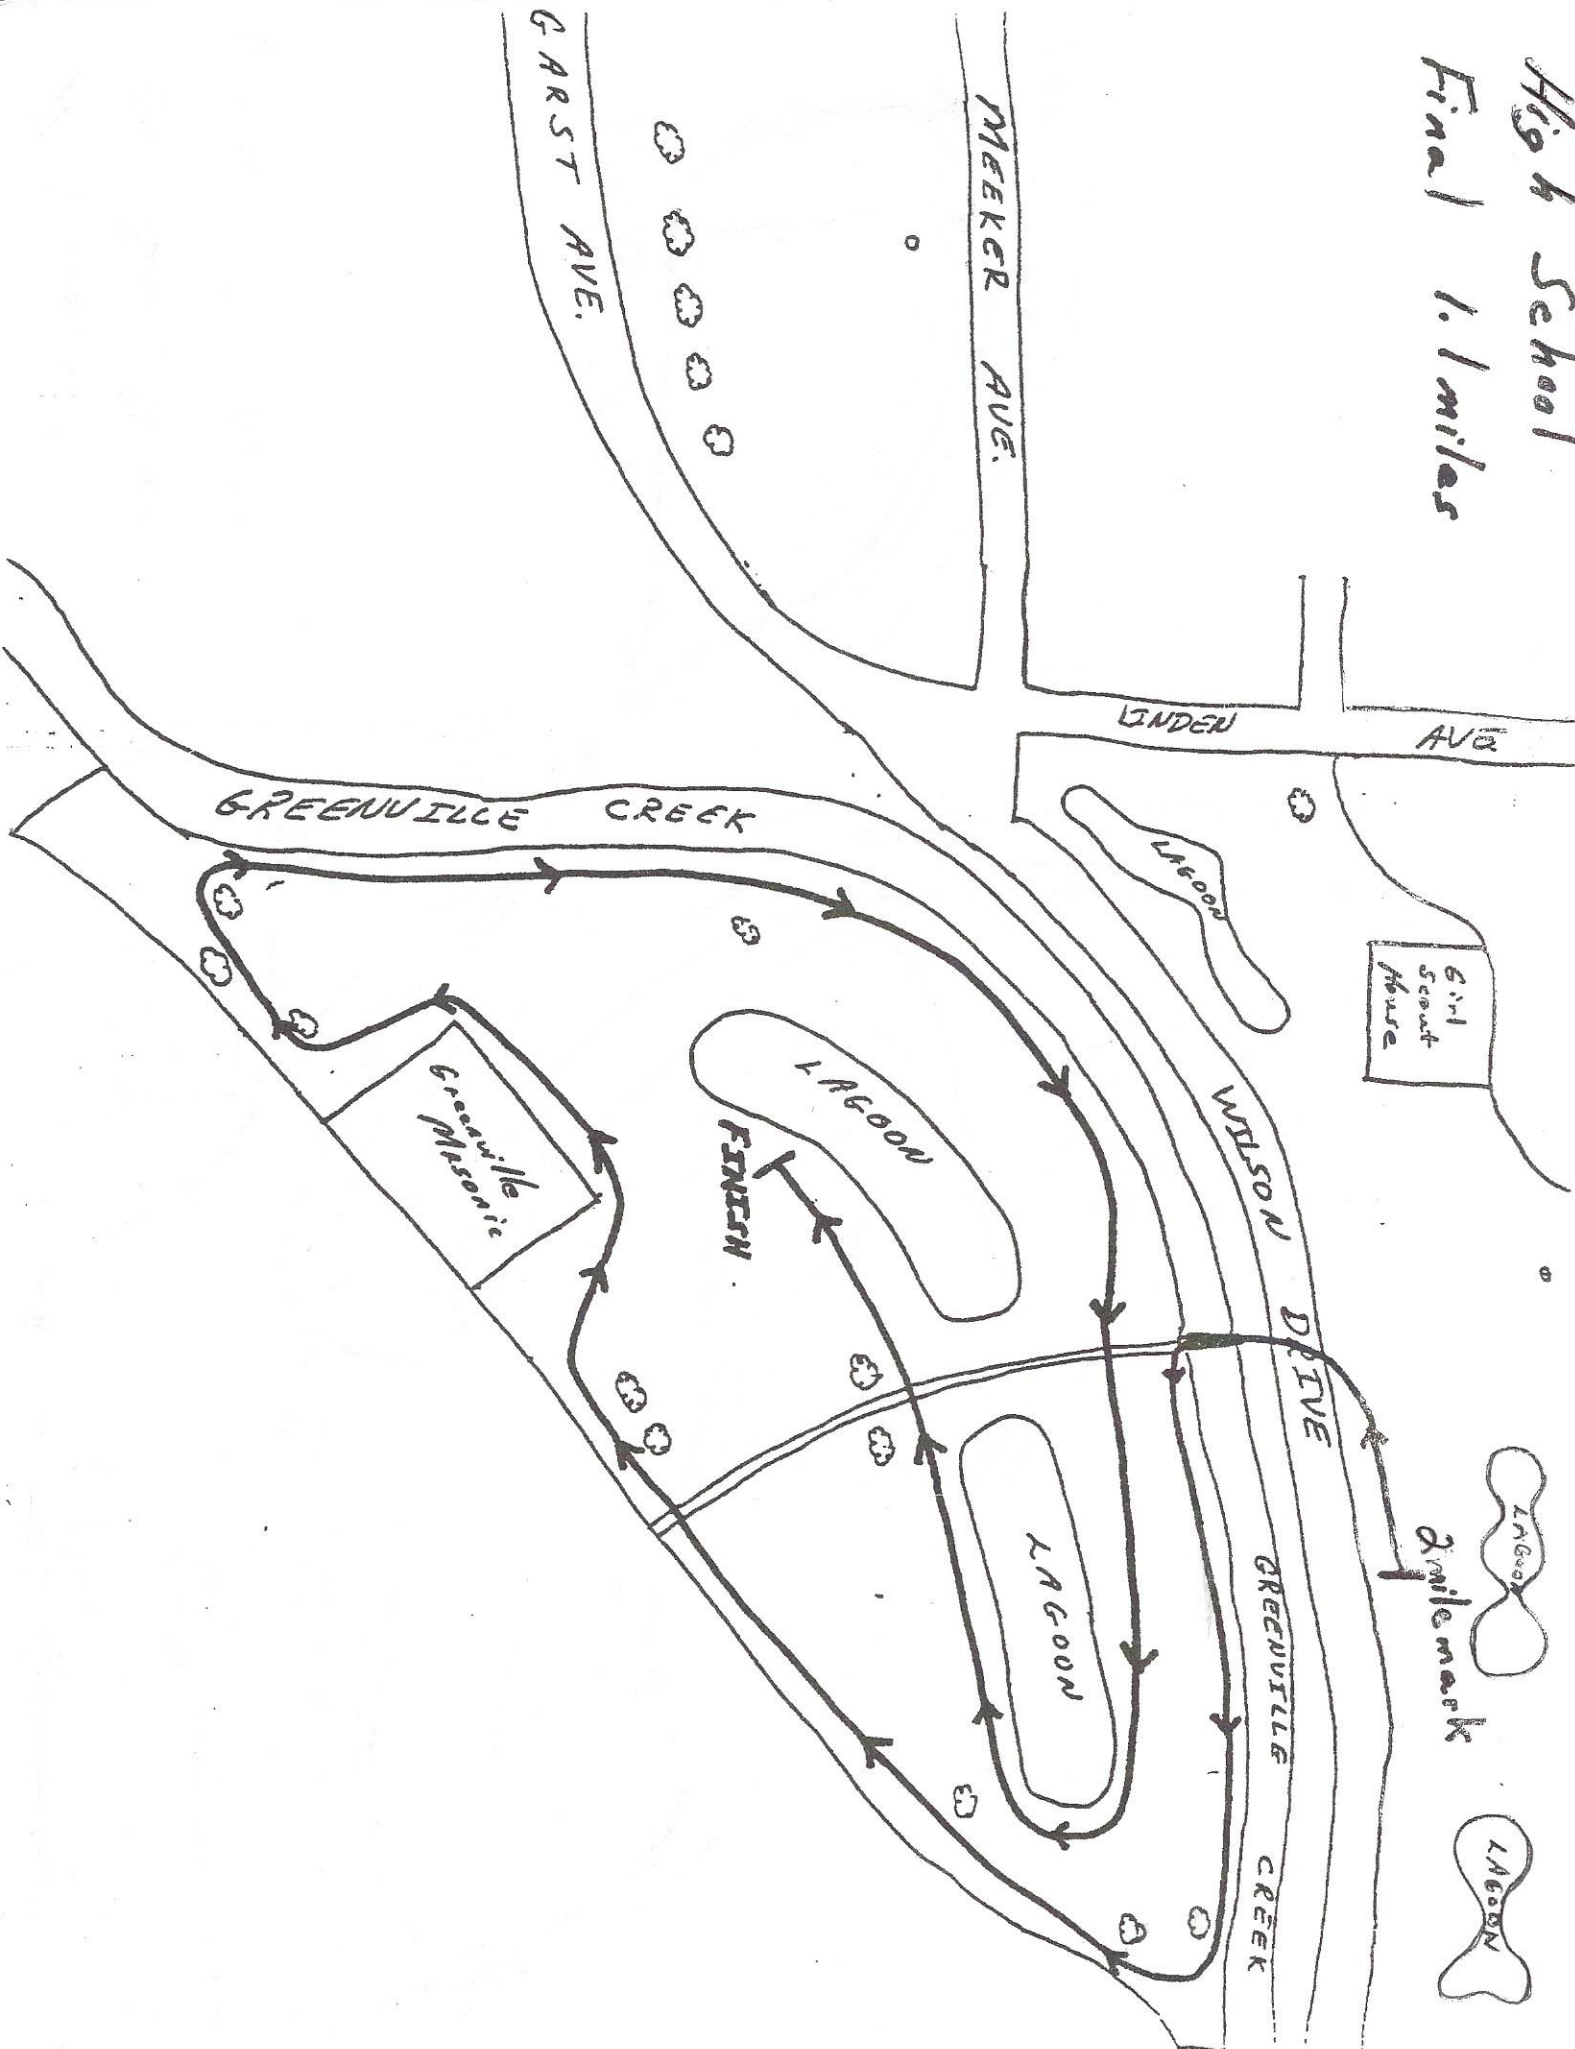 High School
Final 1.1 miles
MEEKER AVE.
GARST AVE.
LINDEN AVE
LAGOON
Girl
Scout
House
WILSON DRIVE
LAGOON
2 mile mark
LAGOON
GREENVILLE CREEK
GREENVILLE CREEK
LAGOON
LAGOON
FINISH
Greenville
Masonic